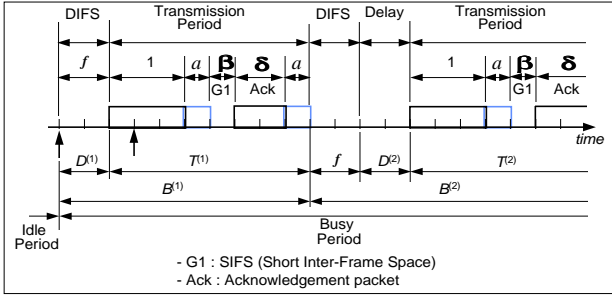 DIFS Transmission Period DIFS Delay Transmission Period
f 1 a β δ a 1 a β δ
G1 Ack G1 Ack
time
D(1) T(1) f D(2) T(2)
B(1) B(2)
Idle Period Busy Period
- G1 : SIFS (Short Inter-Frame Space)
- Ack : Acknowledgement packet